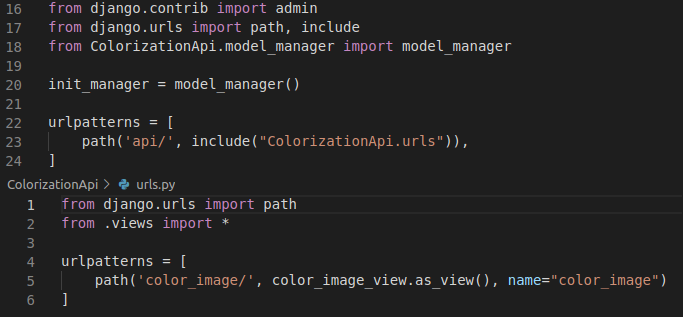 16 from django.contrib import admin
17 from django.urls import path, include
18 from ColorizationApi.model_manager import model_manager
19
20 init_manager = model_manager()
21
22 urlpatterns = [
23     path('api/', include("ColorizationApi.urls")),
24 ]
ColorizationApi > urls.py
1 from django.urls import path
2 from .views import *
3
4 urlpatterns = [
5     path('color_image/', color_image_view.as_view(), name="color_image")
6 ]